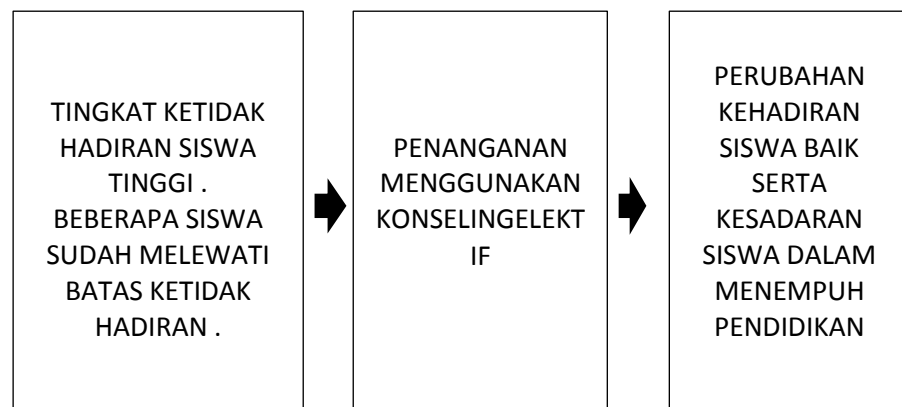 TINGKAT KETIDAK
HADIRAN SISWA
TINGGI .
BEBERAPA SISWA
SUDAH MELEWATI
BATAS KETIDAK
HADIRAN .
PENANGANAN
MENGGUNAKAN
KONSELINGELEKT
IF
PERUBAHAN
KEHADIRAN
SISWA BAIK
SERTA
KESADARAN
SISWA DALAM
MENEMPUH
PENDIDIKAN